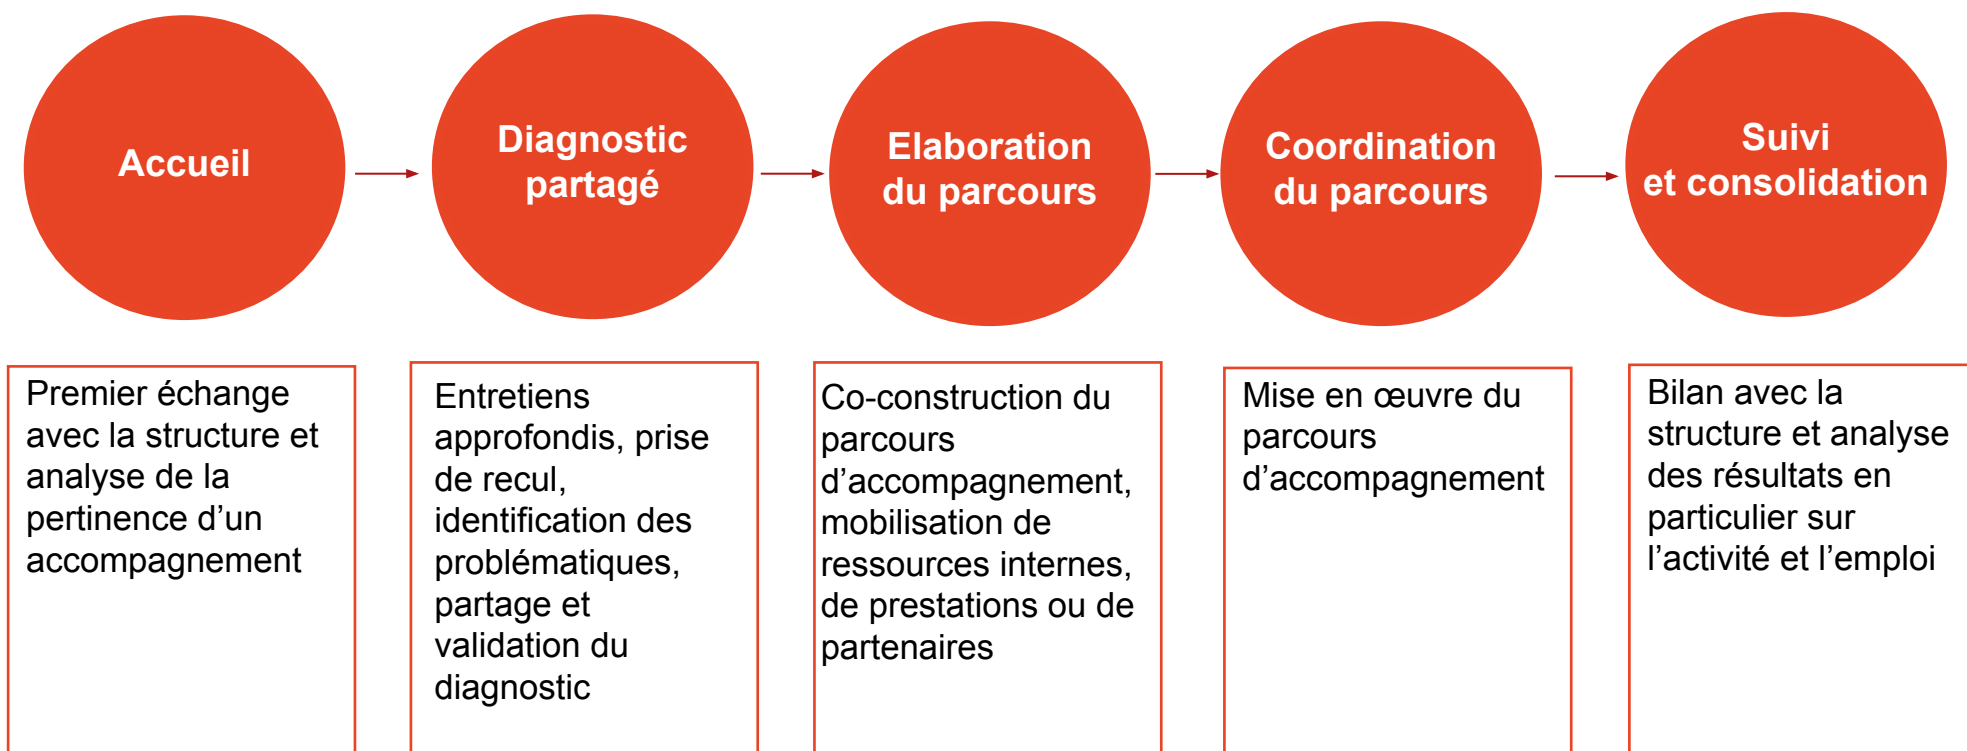 Accueil
Diagnostic
partagé
Elaboration
du parcours
Coordination
du parcours
Suivi
et consolidation
Premier échange
avec la structure et
analyse de la
pertinence d’un
accompagnement
Entretiens
approfondis, prise
de recul,
identification des
problématiques,
partage et
validation du
diagnostic
Co-construction du
parcours
d’accompagnement,
mobilisation de
ressources internes,
de prestations ou de
partenaires
Mise en œuvre du
parcours
d’accompagnement
Bilan avec la
structure et analyse
des résultats en
particulier sur
l’activité et l’emploi